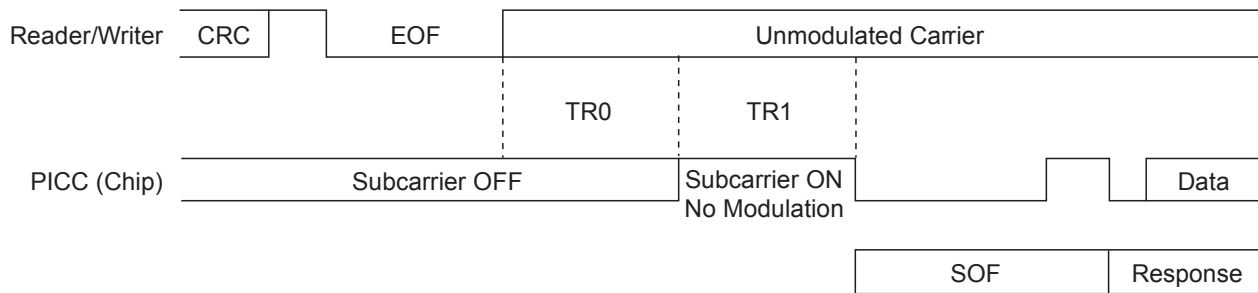 Reader/Writer CRC EOF Unmodulated Carrier
TR0 TR1
PICC (Chip) Subcarrier OFF Subcarrier ON Data
No Modulation
SOF Response